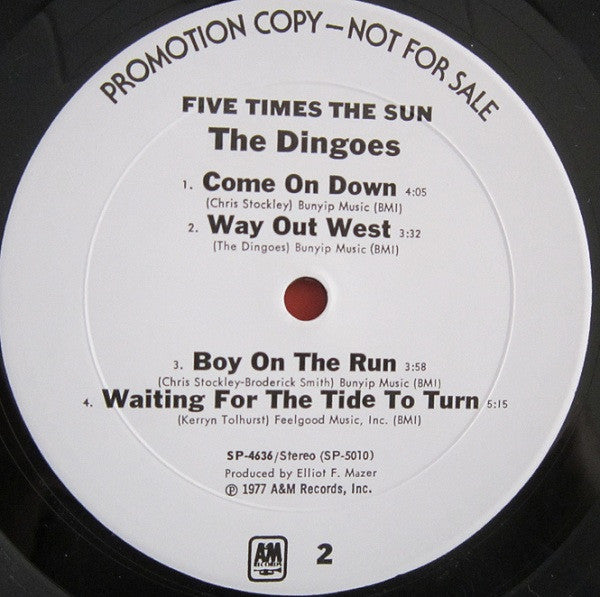 PROMOTION COPY—NOT FOR SALE
FIVE TIMES THE SUN
The Dingoes
1. Come On Down 4:05
(Chris Stockley) Bunyip Music (BMI)
2. Way Out West 3:32
(The Dingoes) Bunyip Music (BMI)
3. Boy On The Run 3:58
(Chris Stockley-Broderick Smith) Bunyip Music (BMI)
4. Waiting For The Tide To Turn 5:15
(Kerryn Tolhurst) Feelgood Music, Inc. (BMI)
SP-4636/Stereo (SP-5010)
Produced by Elliot F. Mazer
℗ 1977 A&M Records, Inc.
A&M
RECORDS
2